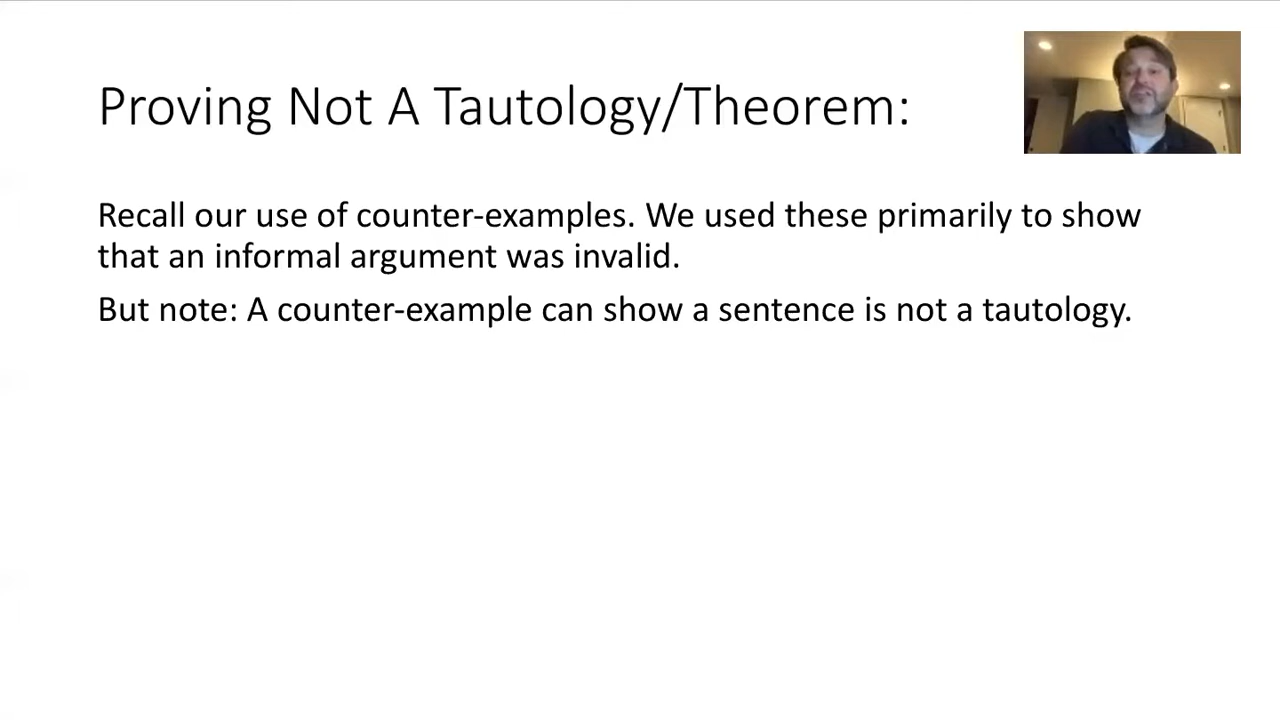 Proving Not A Tautology/Theorem:
Recall our use of counter-examples. We used these primarily to show
that an informal argument was invalid.
But note: A counter-example can show a sentence is not a tautology.